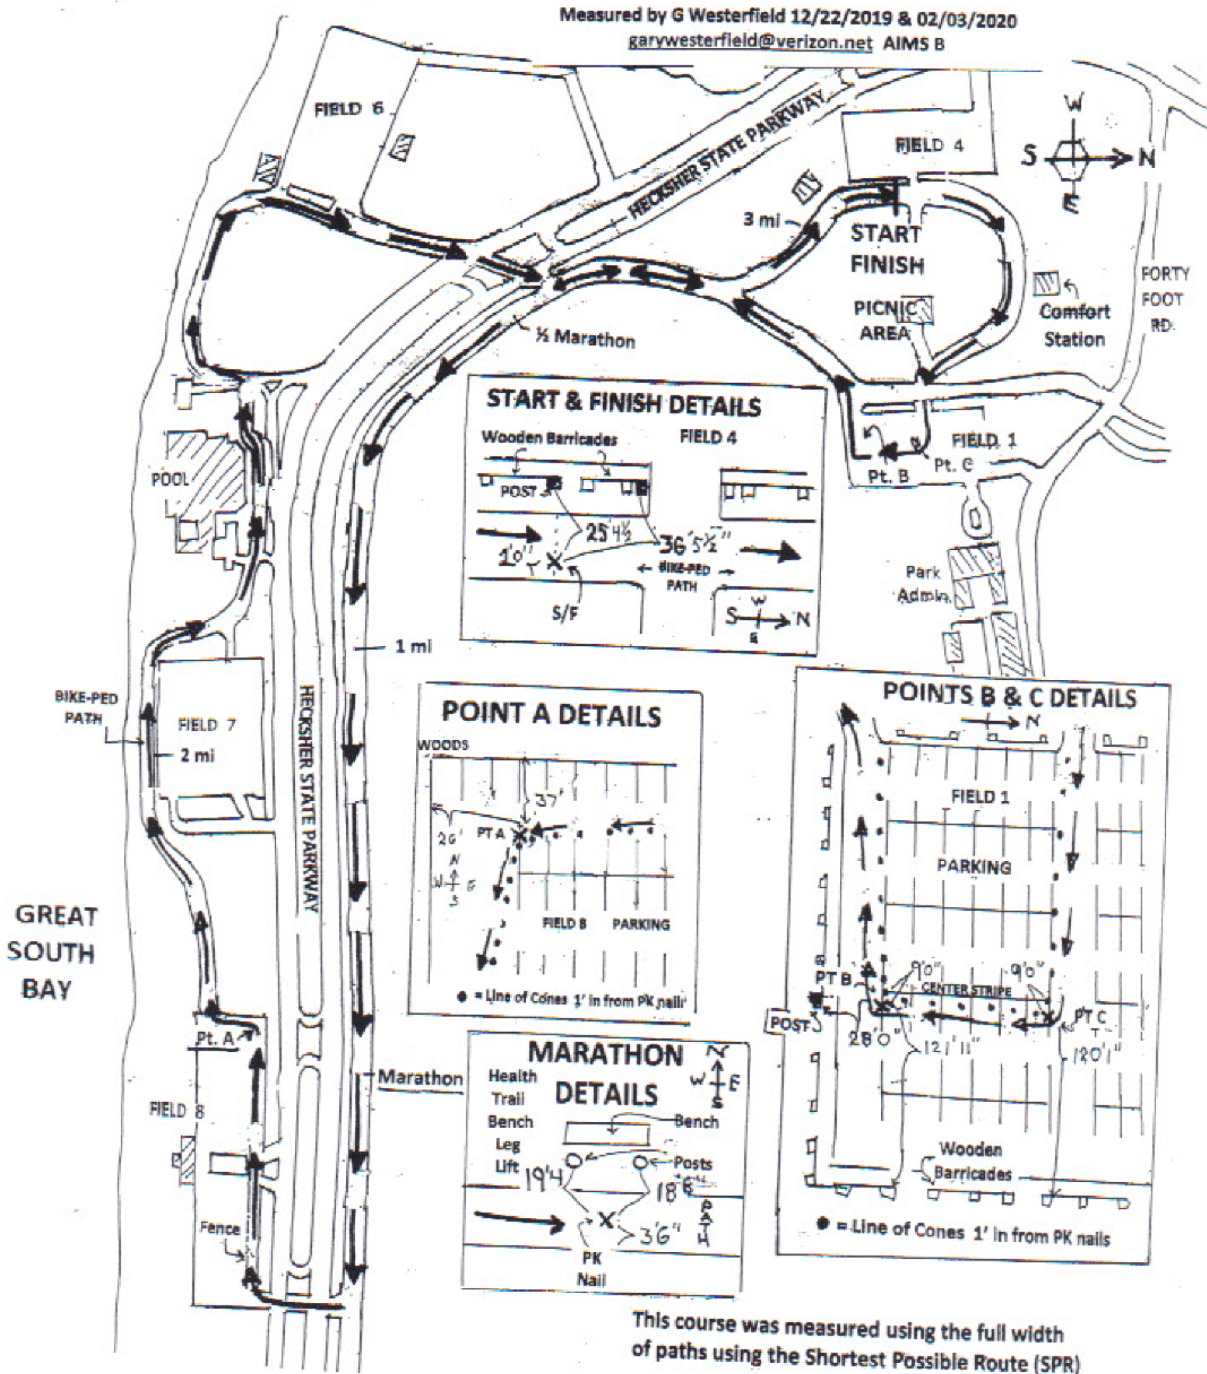 Measured by G Westerfield 12/22/2019 & 02/03/2020
garywesterfield@verizon.net AIMS B
FIELD 6
HECKSHER STATE PARKWAY
FIELD 4
W
S N
E
3 mi
START
FINISH
PICNIC
AREA
Comfort
Station
FORTY
FOOT
RD.
½ Marathon
FIELD 1
Pt. B
Pt. C
START & FINISH DETAILS
Wooden Barricades
FIELD 4
POST
25'4½
36'5½"
BIKE-PED
PATH
S/F
W
S N
E
POOL
Park
Admin.
1 mi
BIKE-PED
PATH
FIELD 7
2 mi
HECKSHER STATE PARKWAY
POINT A DETAILS
WOODS
37'
PT A
26'
N
W E
S
FIELD 8 PARKING
● = Line of Cones 1' in from PK nails
POINTS B & C DETAILS
N
FIELD 1
PARKING
9'0" 9'0"
PT B
CENTER STRIPE
POST
PT C
28'0"
121'11"
120'1"
Wooden
Barricades
● = Line of Cones 1' in from PK nails
GREAT
SOUTH
BAY
Pt. A
FIELD 8
Fence
Marathon
MARATHON
DETAILS
N
W E
S
Health
Trail
Bench
Leg
Lift
Bench
Posts
19'4
18'8"
3'6"
PATH
PK
Nail
This course was measured using the full width
of paths using the Shortest Possible Route (SPR)